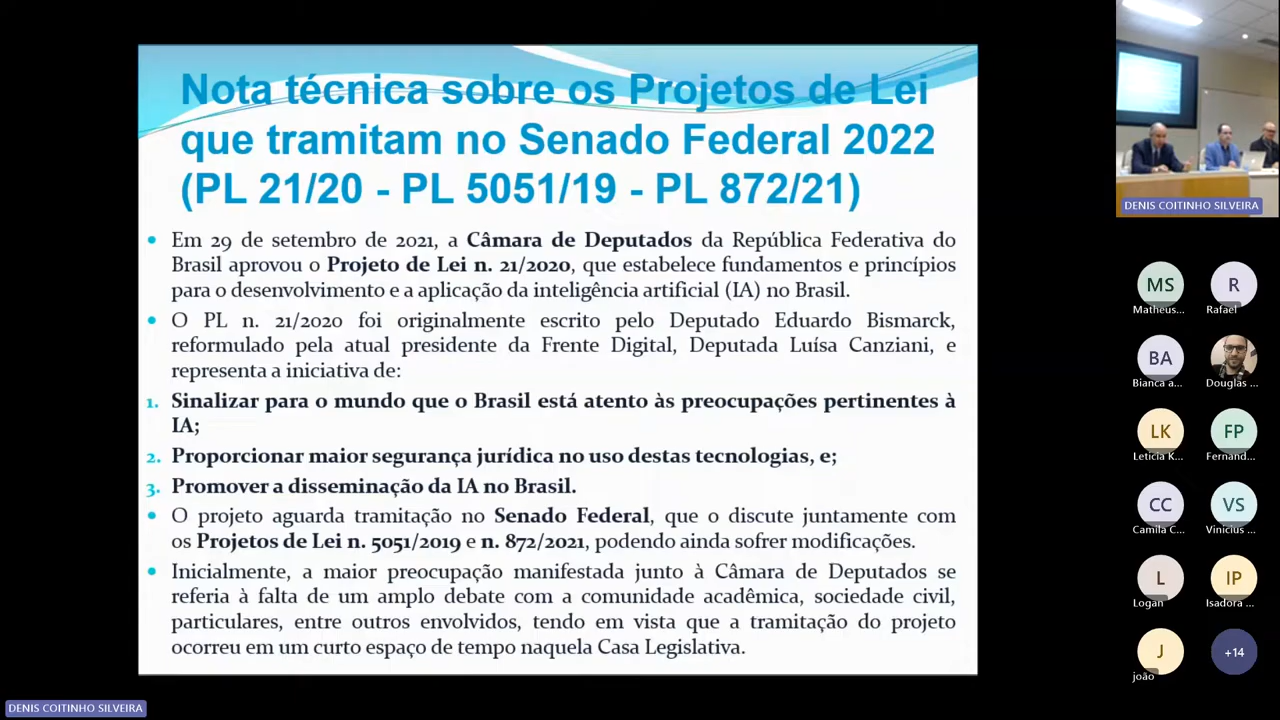 Nota técnica sobre os Projetos de Lei
que tramitam no Senado Federal 2022
(PL 21/20 - PL 5051/19 - PL 872/21)
• Em 29 de setembro de 2021, a Câmara de Deputados da República Federativa do
Brasil aprovou o Projeto de Lei n. 21/2020, que estabelece fundamentos e princípios
para o desenvolvimento e a aplicação da inteligência artificial (IA) no Brasil.
• O PL n. 21/2020 foi originalmente escrito pelo Deputado Eduardo Bismarck,
reformulado pela atual presidente da Frente Digital, Deputada Luísa Canziani, e
representa a iniciativa de:
1. Sinalizar para o mundo que o Brasil está atento às preocupações pertinentes à
IA;
2. Proporcionar maior segurança jurídica no uso destas tecnologias, e;
3. Promover a disseminação da IA no Brasil.
• O projeto aguarda tramitação no Senado Federal, que o discute juntamente com
os Projetos de Lei n. 5051/2019 e n. 872/2021, podendo ainda sofrer modificações.
• Inicialmente, a maior preocupação manifestada junto à Câmara de Deputados se
referia à falta de um amplo debate com a comunidade acadêmica, sociedade civil,
particulares, entre outros envolvidos, tendo em vista que a tramitação do projeto
ocorreu em um curto espaço de tempo naquela Casa Legislativa.
DENIS COITINHO SILVEIRA
MS R
Matheus... Rafael
BA
Bianca a... Douglas ...
LK FP
Leticia K... Fernand...
CC VS
Camila C... Vinicius ...
L IP
Logan Isadora ...
J +14
joão
DENIS COITINHO SILVEIRA